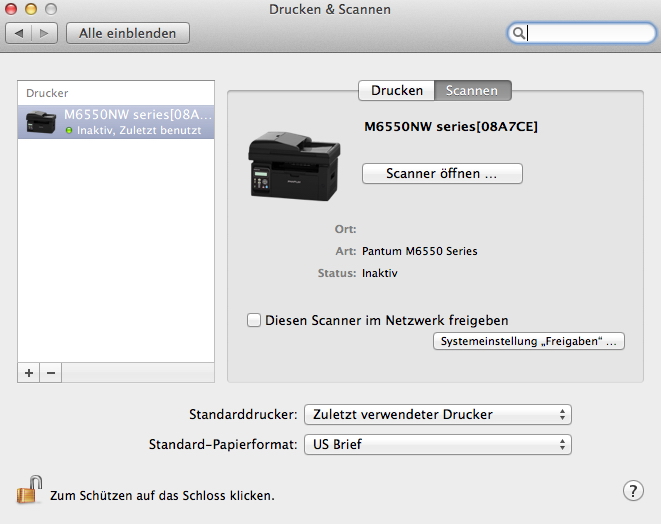 Drucken & Scannen
Alle einblenden
Drucker
M6550NW series[08A...
Inaktiv, Zuletzt benutzt
Drucken
Scannen
M6550NW series[08A7CE]
Scanner öffnen ...
Ort:
Art: Pantum M6550 Series
Status: Inaktiv
Diesen Scanner im Netzwerk freigeben
Systemeinstellung „Freigaben“ ...
+ −
Standarddrucker: Zuletzt verwendeter Drucker
Standard-Papierformat: US Brief
Zum Schützen auf das Schloss klicken.
?